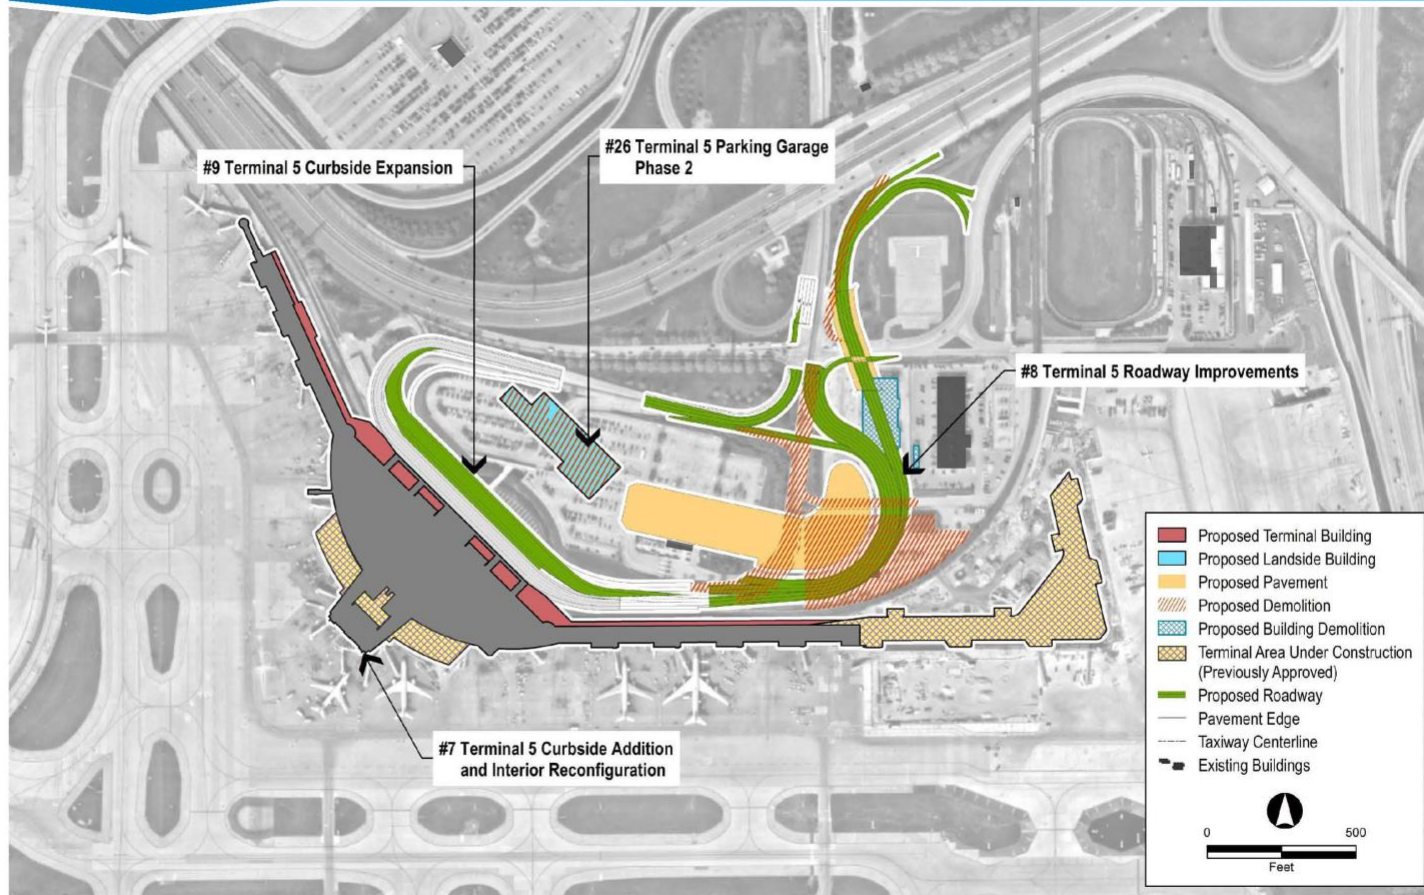 #26 Terminal 5 Parking Garage
Phase 2
#9 Terminal 5 Curbside Expansion
#8 Terminal 5 Roadway Improvements
#7 Terminal 5 Curbside Addition
and Interior Reconfiguration
Proposed Terminal Building
Proposed Landside Building
Proposed Pavement
Proposed Demolition
Proposed Building Demolition
Terminal Area Under Construction
(Previously Approved)
Proposed Roadway
Pavement Edge
Taxiway Centerline
Existing Buildings
0 500
Feet